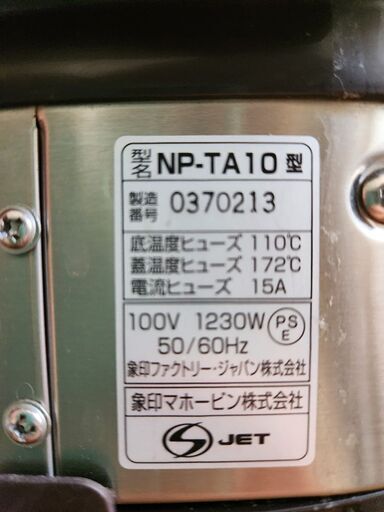 型名 NP-TA10 型
製造番号 0370213
底温度ヒューズ 110℃
蓋温度ヒューズ 172℃
電流ヒューズ 15A
100V 1230W PSE
50/60Hz
象印ファクトリー・ジャパン株式会社
象印マホービン株式会社
S JET